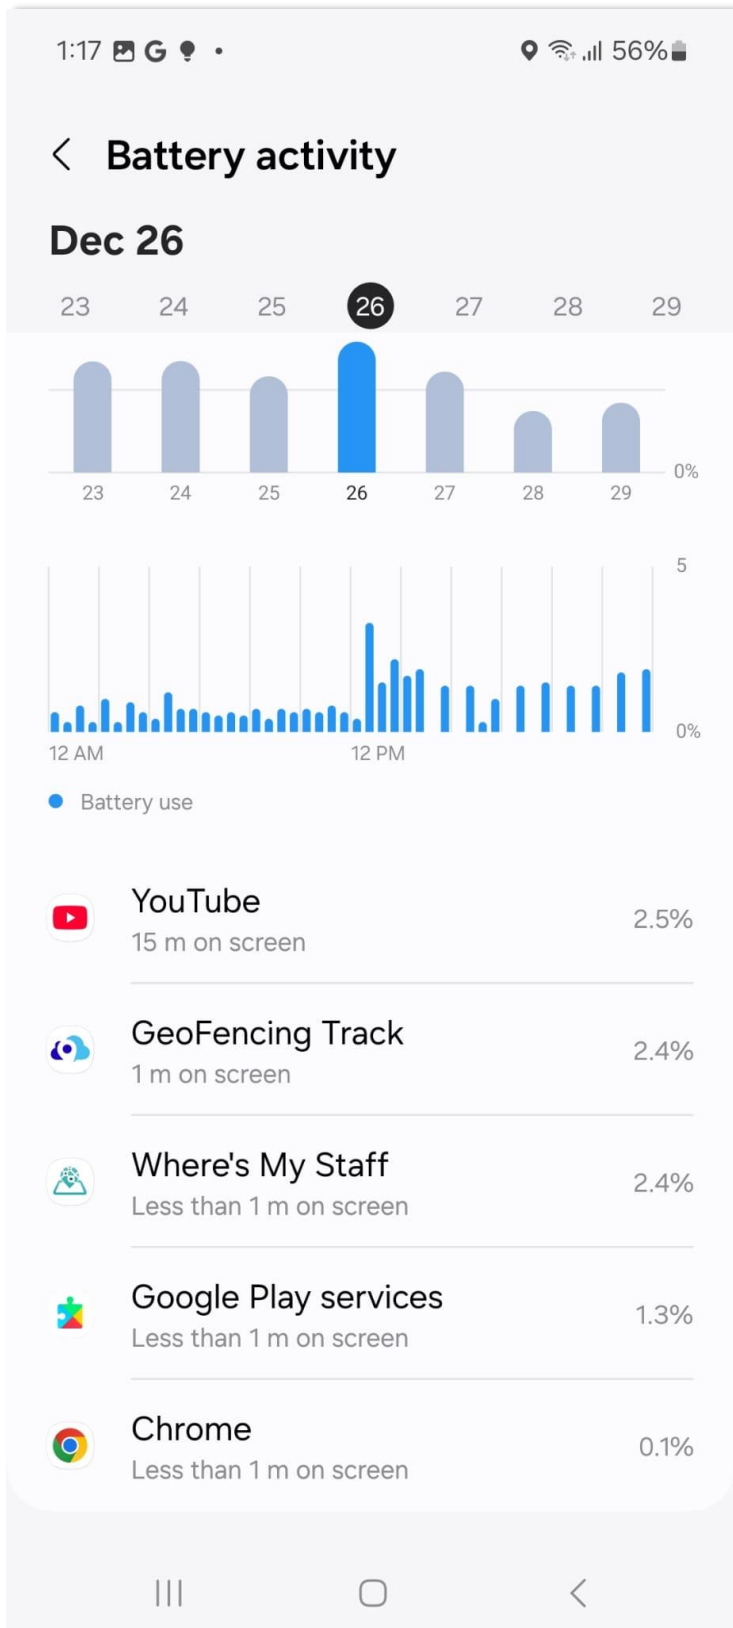 1:17 56%
Battery activity
Dec 26
23 24 25 26 27 28 29
0%
23 24 25 26 27 28 29
5
0%
12 AM 12 PM
Battery use
YouTube
2.5%
15 m on screen
GeoFencing Track
2.4%
1 m on screen
Where's My Staff
2.4%
Less than 1 m on screen
Google Play services
1.3%
Less than 1 m on screen
Chrome
0.1%
Less than 1 m on screen